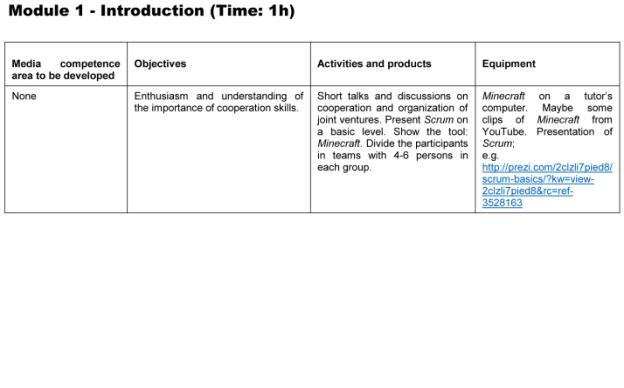 Module 1 - Introduction (Time: 1h)
Media competence
area to be developed
Objectives
Activities and products
Equipment
None
Enthusiasm and understanding of
the importance of cooperation skills.
Short talks and discussions on
cooperation and organization of
joint ventures. Present Scrum on
a basic level. Show the tool:
Minecraft. Divide the participants
in teams with 4-6 persons in
each group.
Minecraft on a tutor's
computer. Maybe some
clips of Minecraft from
YouTube. Presentation of
Scrum;
e.g.
http://prezi.com/2clzli7pied8/
scrum-basics/?kw=view-
2clzli7pied8&rc=ref-
3528163